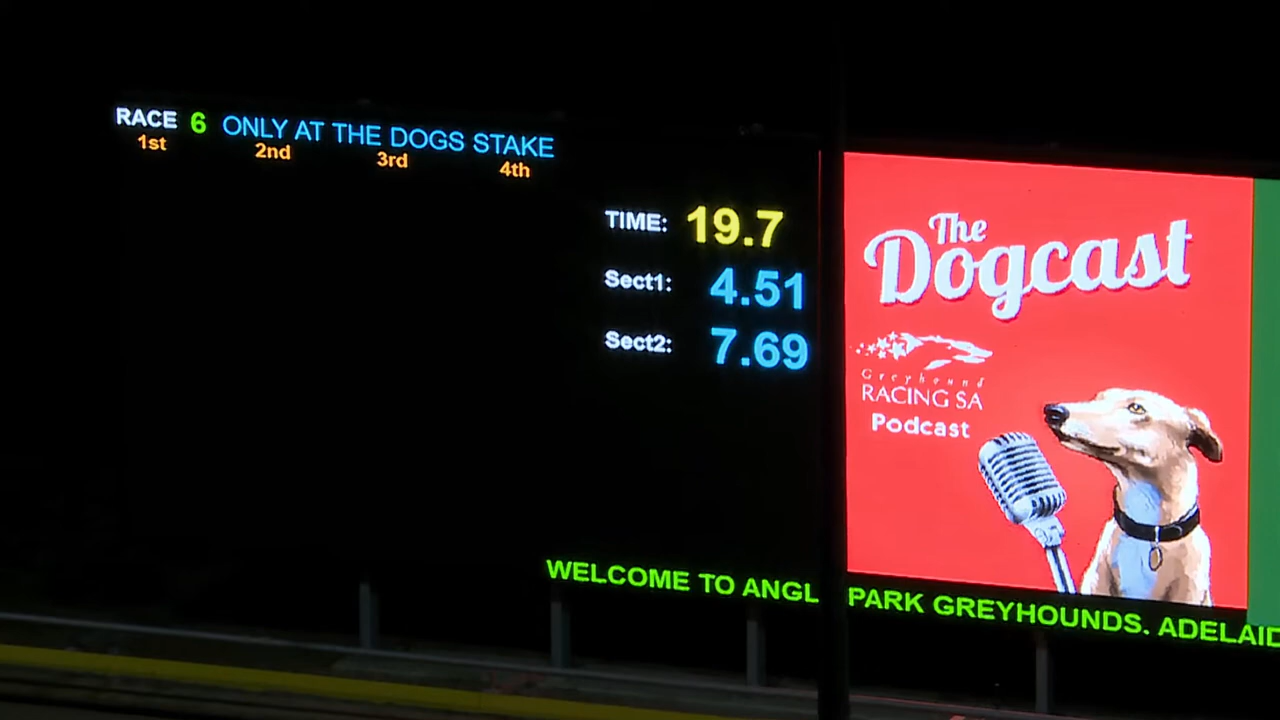 RACE 6 ONLY AT THE DOGS STAKE
1st 2nd 3rd 4th
TIME: 19.7
Sect1: 4.51
Sect2: 7.69
The
Dogcast
Greyhound
RACING SA
Podcast
WELCOME TO ANGL PARK GREYHOUNDS. ADELAID